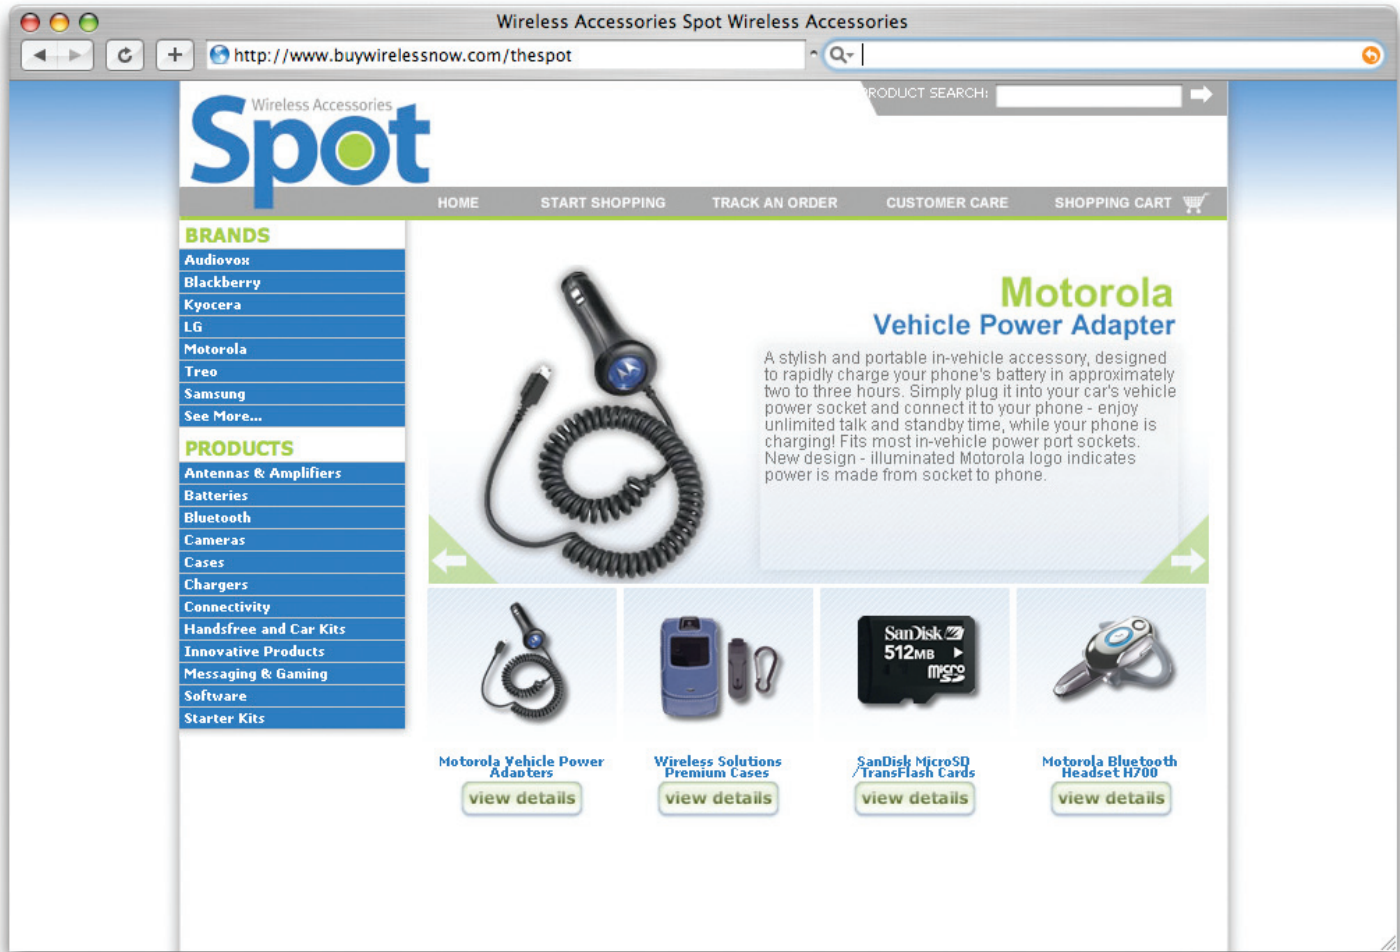 Wireless Accessories Spot Wireless Accessories
http://www.buywirelessnow.com/thespot
Wireless Accessories
Spot
PRODUCT SEARCH:
HOME START SHOPPING TRACK AN ORDER CUSTOMER CARE SHOPPING CART
BRANDS
Audiovox
Blackberry
Kyocera
LG
Motorola
Treo
Samsung
See More...
PRODUCTS
Antennas & Amplifiers
Batteries
Bluetooth
Cameras
Cases
Chargers
Connectivity
Handsfree and Car Kits
Innovative Products
Messaging & Gaming
Software
Starter Kits
Motorola
Vehicle Power Adapter
A stylish and portable in-vehicle accessory, designed
to rapidly charge your phone's battery in approximately
two to three hours. Simply plug it into your car's vehicle
power socket and connect it to your phone - enjoy
unlimited talk and standby time, while your phone is
charging! Fits most in-vehicle power port sockets.
New design - illuminated Motorola logo indicates
power is made from socket to phone.
SanDisk
512MB
micro
SD
Motorola Vehicle Power
Adapters
view details
Wireless Solutions
Premium Cases
view details
SanDisk MicroSD
/TransFlash Cards
view details
Motorola Bluetooth
Headset H700
view details